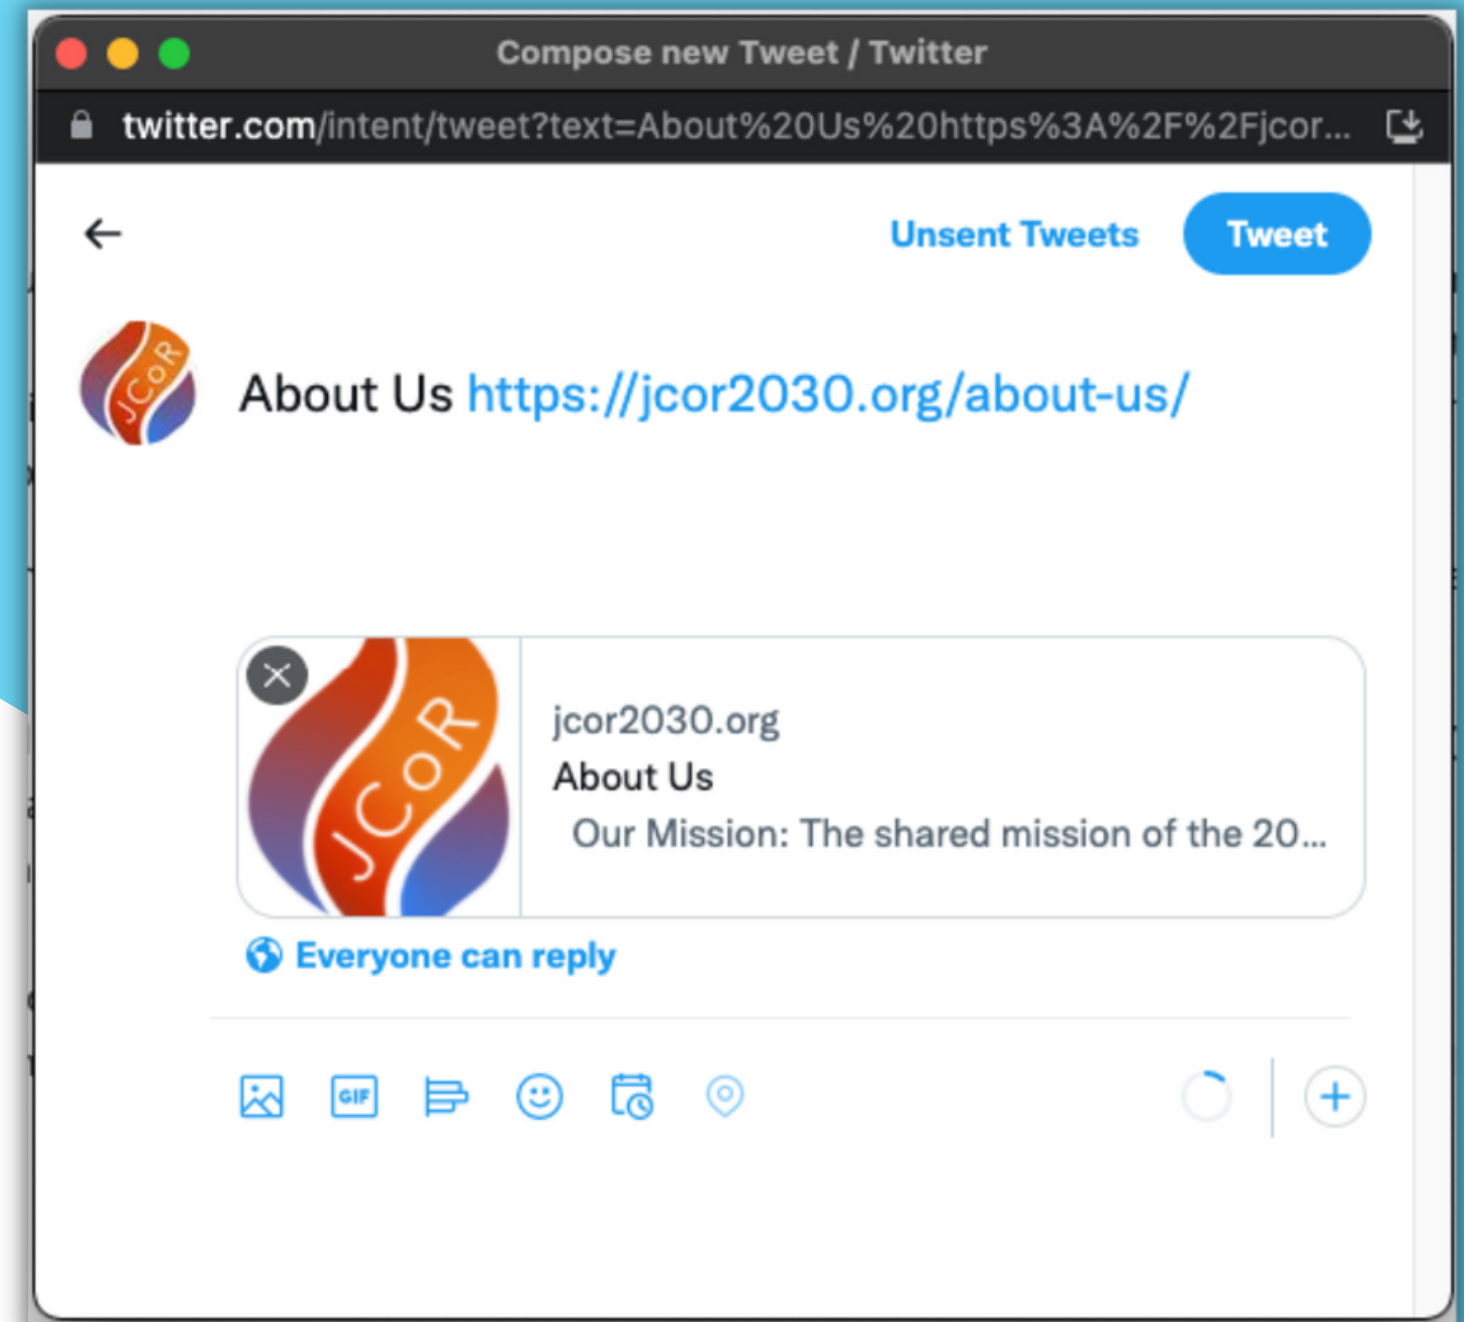 Compose new Tweet / Twitter
twitter.com/intent/tweet?text=About%20Us%20https%3A%2F%2Fjcor...
Unsent Tweets
Tweet
JCoR
About Us https://jcor2030.org/about-us/
JCoR
jcor2030.org
About Us
Our Mission: The shared mission of the 20...
Everyone can reply
GIF